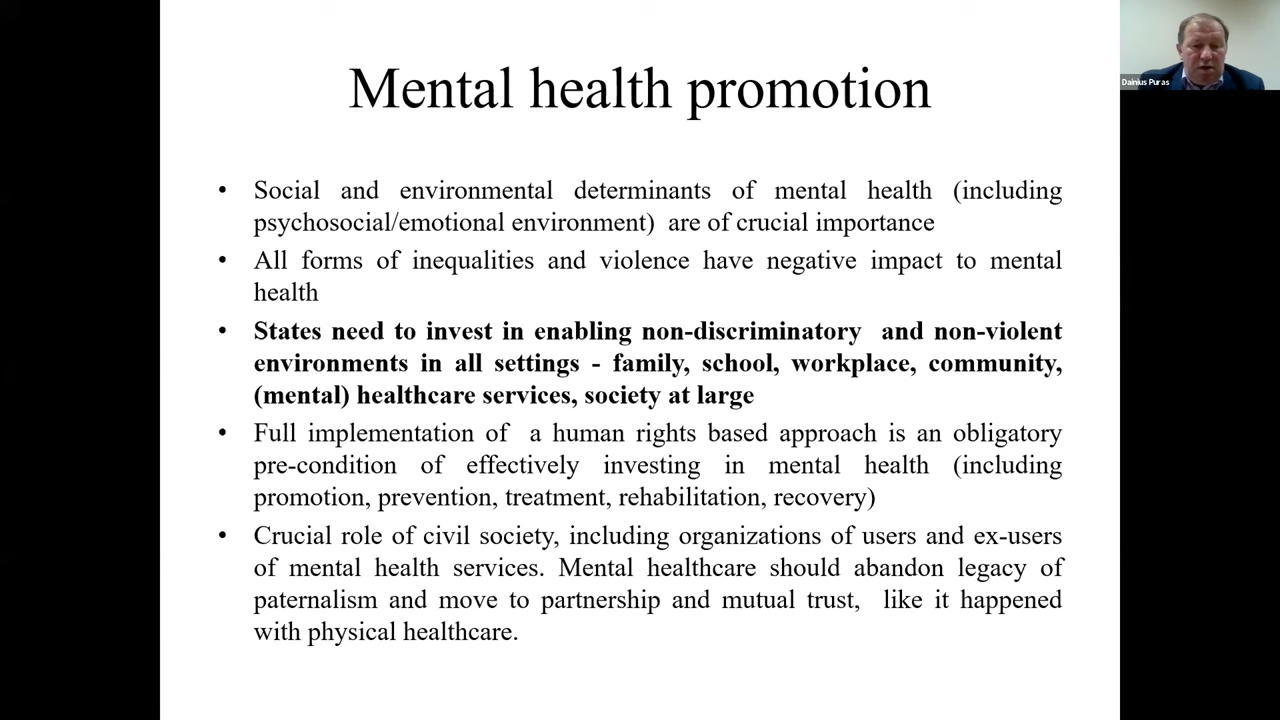 Mental health promotion
Dainius Puras
• Social and environmental determinants of mental health (including
psychosocial/emotional environment) are of crucial importance
• All forms of inequalities and violence have negative impact to mental
health
• States need to invest in enabling non-discriminatory and non-violent
environments in all settings - family, school, workplace, community,
(mental) healthcare services, society at large
• Full implementation of a human rights based approach is an obligatory
pre-condition of effectively investing in mental health (including
promotion, prevention, treatment, rehabilitation, recovery)
• Crucial role of civil society, including organizations of users and ex-users
of mental health services. Mental healthcare should abandon legacy of
paternalism and move to partnership and mutual trust, like it happened
with physical healthcare.